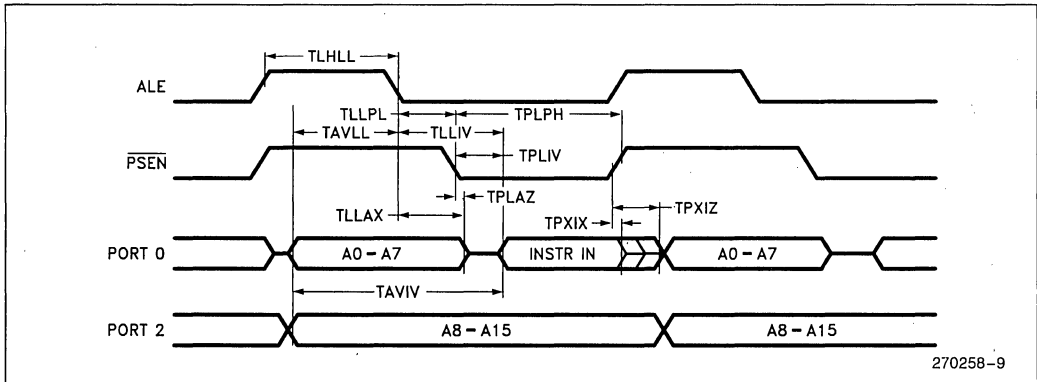 TLHLL
ALE
TLLPL
TPLPH
TAVLL
TLLIV
PSEN
TPLIV
TPLAZ
TLLAX
TPXIX
TPXIZ
PORT 0
A0 – A7
INSTR IN
A0 – A7
TAVIV
PORT 2
A8 – A15
A8 – A15
270258–9